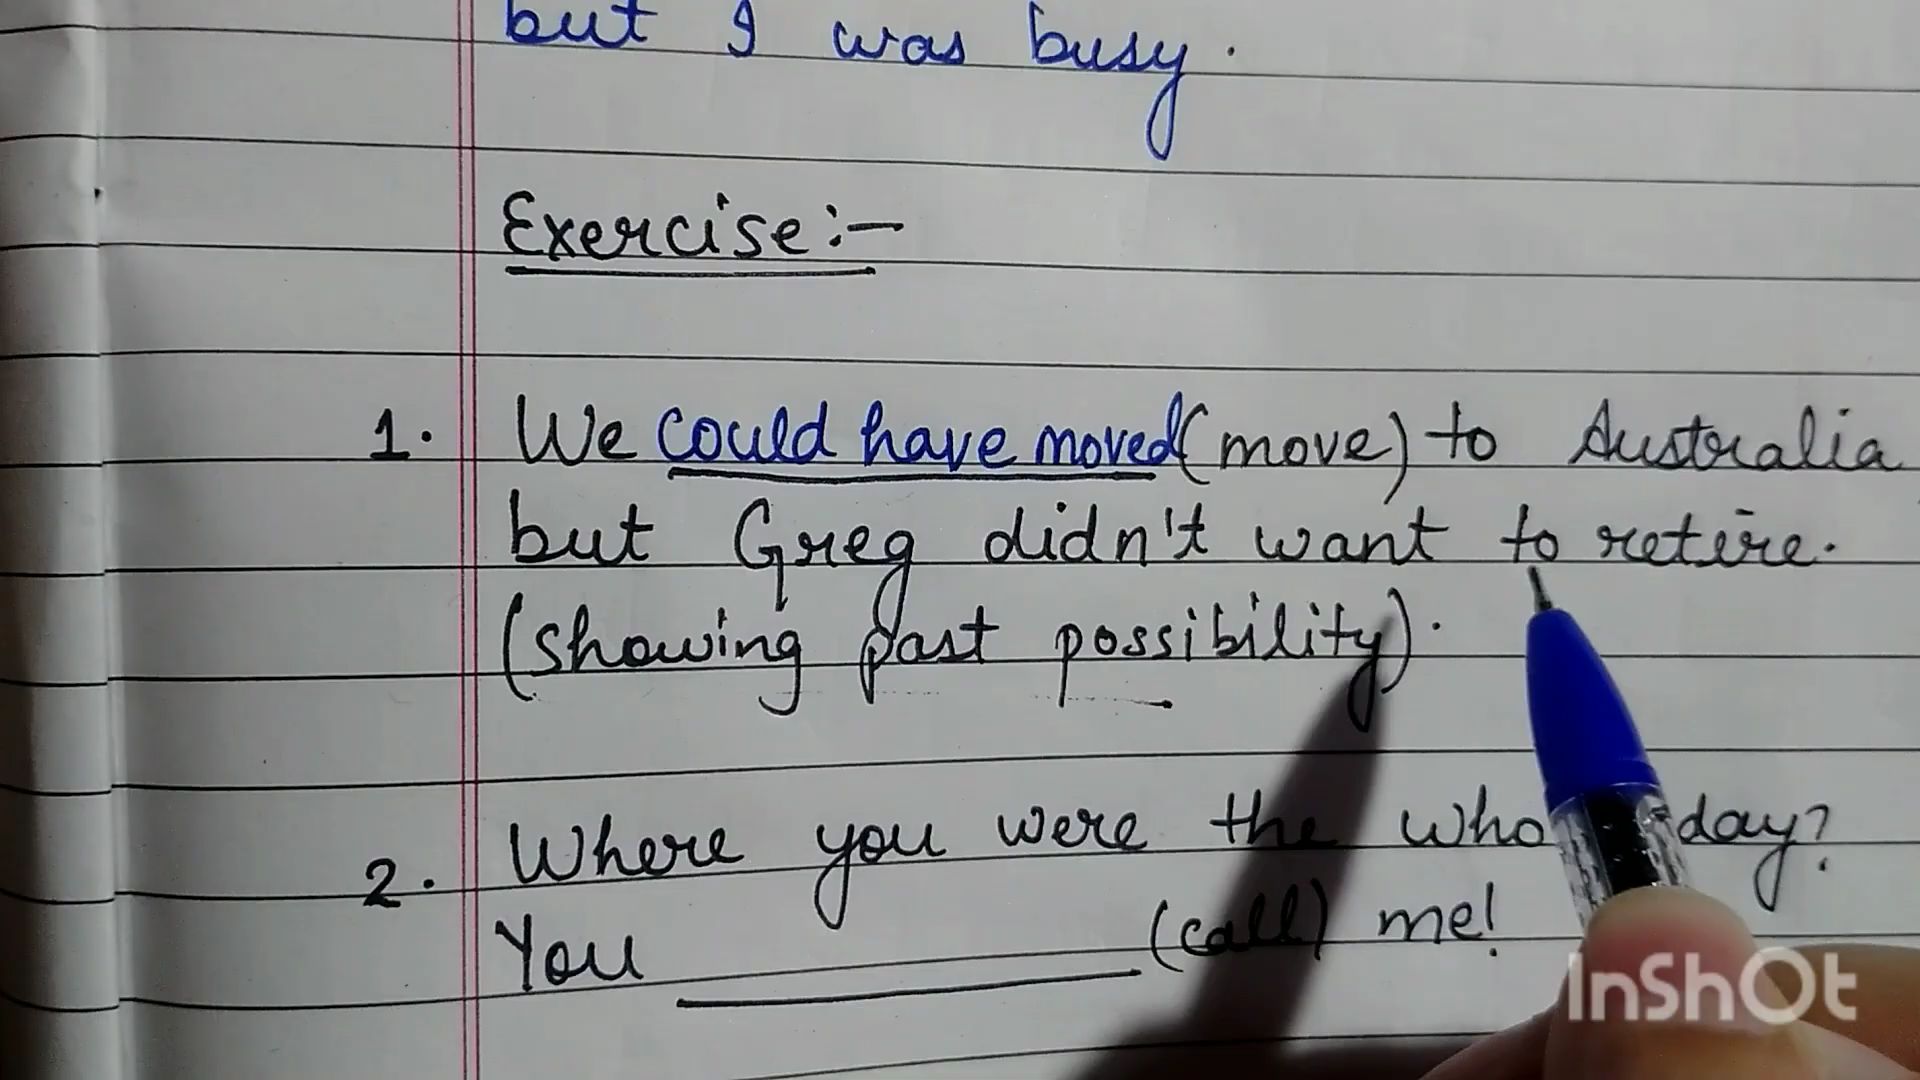 but I was busy.
Exercise:-
1. We could have moved (move) to Australia
but Greg didn't want to retire.
(showing past possibility).
2. Where you were the day?
You ____________ (call) me!
InShOt